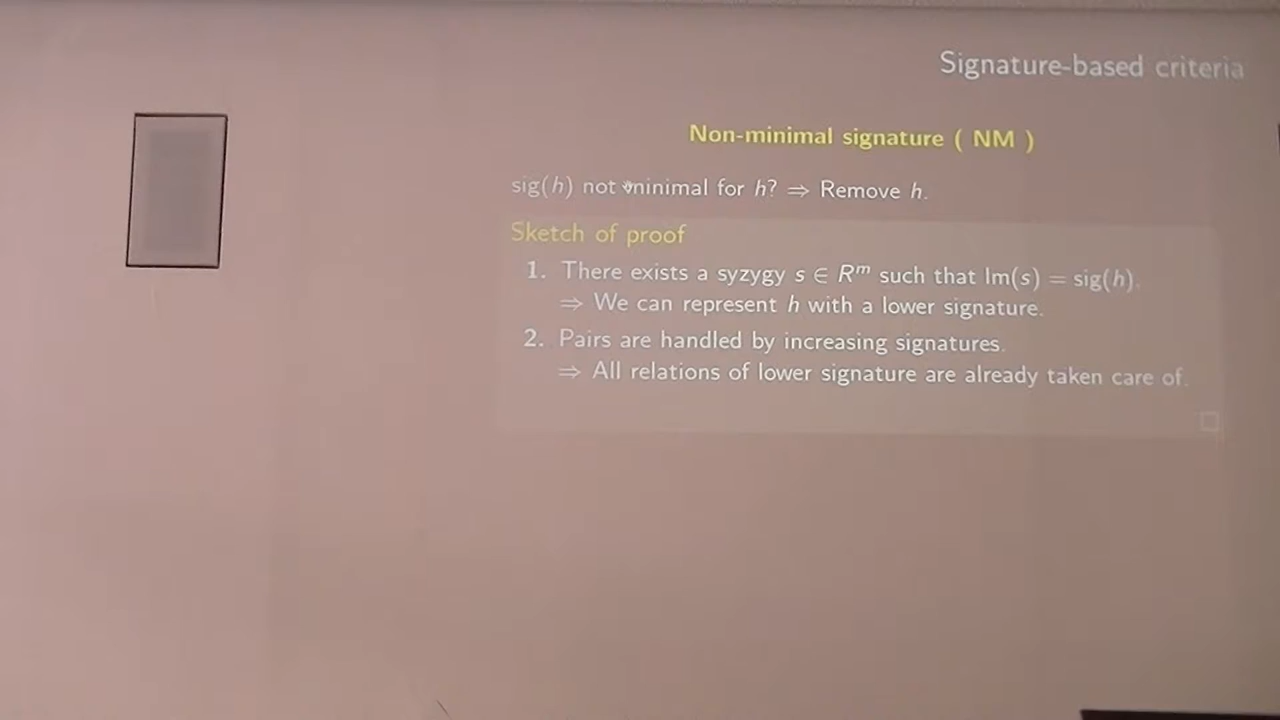 Signature-based criteria
Non-minimal signature ( NM )
sig(h) not minimal for h? ⇒ Remove h.
Sketch of proof
1. There exists a syzygy s ∈ Rᵐ such that lm(s) = sig(h).
⇒ We can represent h with a lower signature.
2. Pairs are handled by increasing signatures.
⇒ All relations of lower signature are already taken care of.